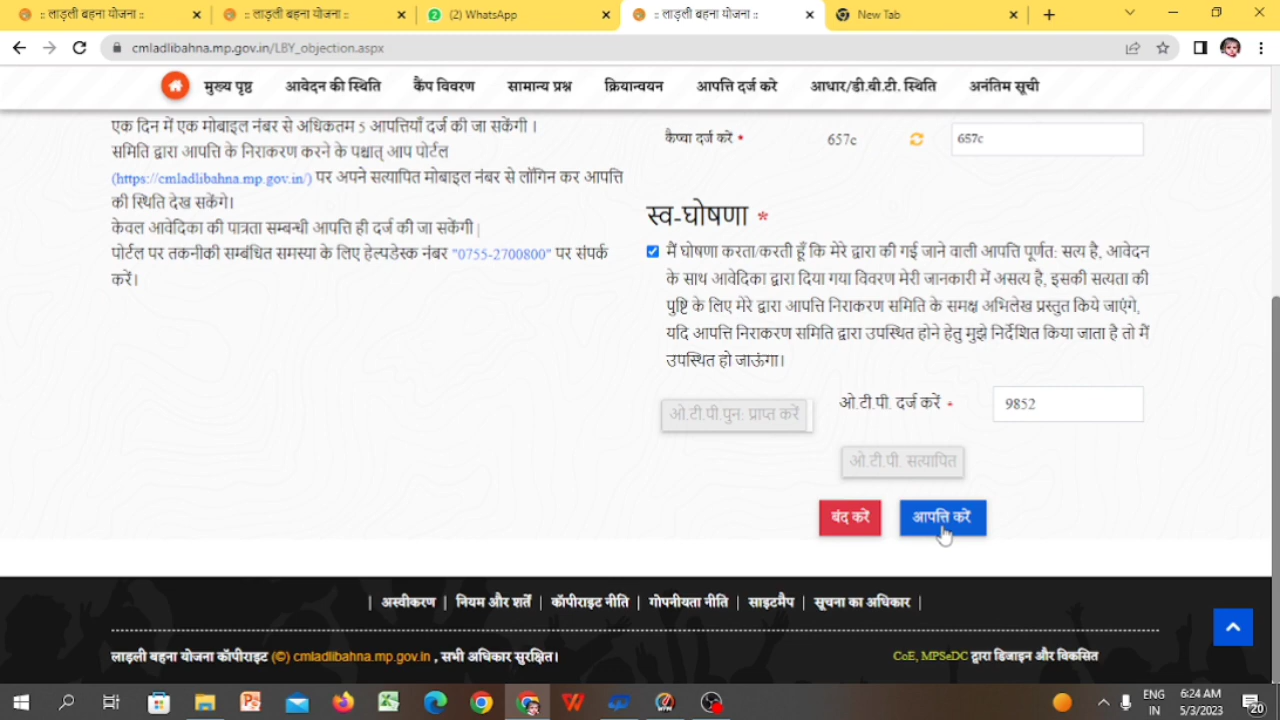 :: लाड़ली बहना योजना ::
:: लाड़ली बहना योजना ::
(2) WhatsApp
:: लाड़ली बहना योजना ::
New Tab
cmladlibahna.mp.gov.in/LBY_objection.aspx
मुख्य पृष्ठ आवेदन की स्थिति कैंप विवरण सामान्य प्रश्न क्रियान्वयन आपत्ति दर्ज करे आधार/डी.बी.टी. स्थिति अनंतिम सूची
एक दिन में एक मोबाइल नंबर से अधिकतम 5 आपत्तियाँ दर्ज की जा सकेंगी ।
समिति द्वारा आपत्ति के निराकरण करने के पश्चात् आप पोर्टल
(https://cmladlibahna.mp.gov.in/) पर अपने सत्यापित मोबाइल नंबर से लॉगिन कर आपत्ति
की स्थिति देख सकेंगे।
केवल आवेदिका की पात्रता सम्बन्धी आपत्ति ही दर्ज की जा सकेंगी |
पोर्टल पर तकनीकी सम्बंधित समस्या के लिए हेल्पडेस्क नंबर "0755-2700800" पर संपर्क
करें।
कैप्चा दर्ज करे * 657c 657c
स्व-घोषणा *
मैं घोषणा करता/करती हूँ कि मेरे द्वारा की गई जाने वाली आपत्ति पूर्णत: सत्य है, आवेदन
के साथ आवेदिका द्वारा दिया गया विवरण मेरी जानकारी में असत्य है, इसकी सत्यता की
पुष्टि के लिए मेरे द्वारा आपत्ति निराकरण समिति के समक्ष अभिलेख प्रस्तुत किये जाएंगे,
यदि आपत्ति निराकरण समिति द्वारा उपस्थित होने हेतु मुझे निर्देशित किया जाता है तो मैं
उपस्थित हो जाऊंगा।
ओ.टी.पी.पुन: प्राप्त करें ओ.टी.पी. दर्ज करें * 9852
ओ.टी.पी. सत्यापित
बंद करें आपत्ति करें
| अस्वीकरण | नियम और शर्तें | कॉपीराइट नीति | गोपनीयता नीति | साइटमैप | सूचना का अधिकार |
लाड़ली बहना योजना कॉपीराइट (©) cmladlibahna.mp.gov.in , सभी अधिकार सुरक्षित।
CoE, MPSeDC द्वारा डिजाइन और विकसित
ENG 6:24 AM
IN 5/3/2023 20